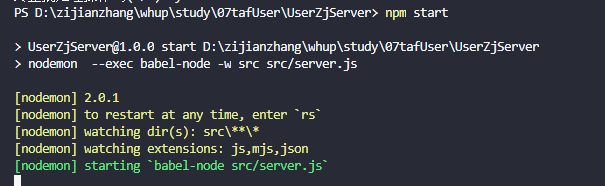 PS D:\zijianzhang\whup\study\07tafUser\UserZjServer> npm start
> UserZjServer@1.0.0 start D:\zijianzhang\whup\study\07tafUser\UserZjServer
> nodemon  --exec babel-node -w src src/server.js
[nodemon] 2.0.1
[nodemon] to restart at any time, enter `rs`
[nodemon] watching dir(s): src\**\*
[nodemon] watching extensions: js,mjs,json
[nodemon] starting `babel-node src/server.js`